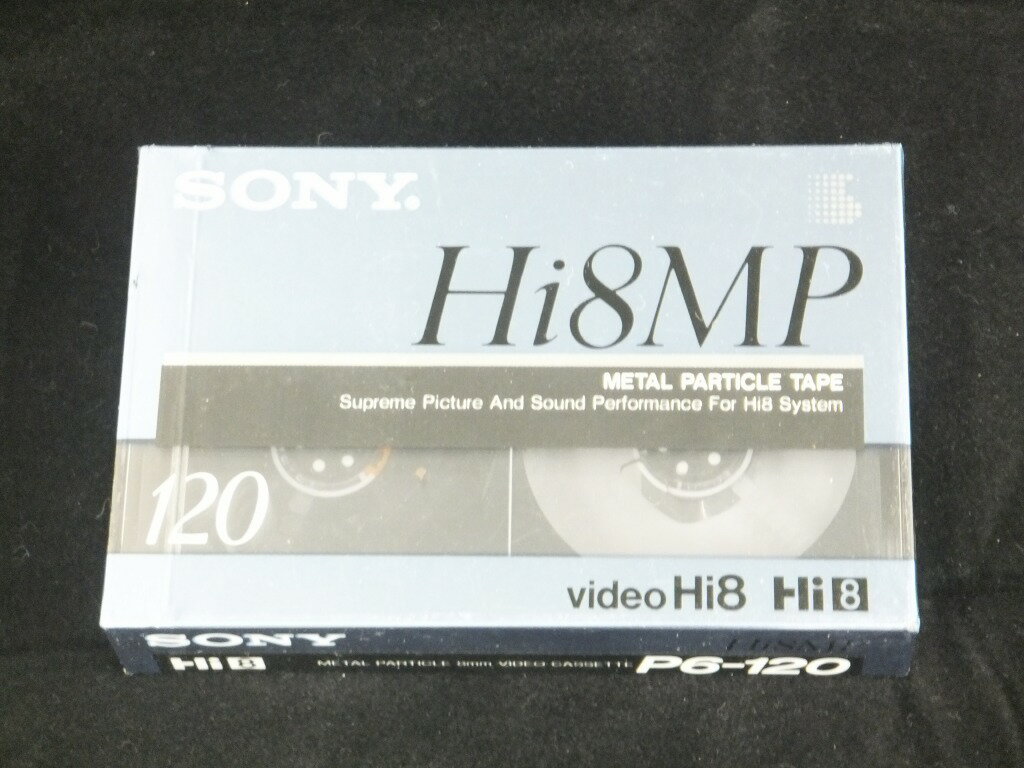 SONY.
Hi8MP
METAL PARTICLE TAPE
Supreme Picture And Sound Performance For Hi8 System
120
video Hi8 Hi8
SONY Hi8MP
Hi8 METAL PARTICLE 8mm VIDEO CASSETTE P6-120